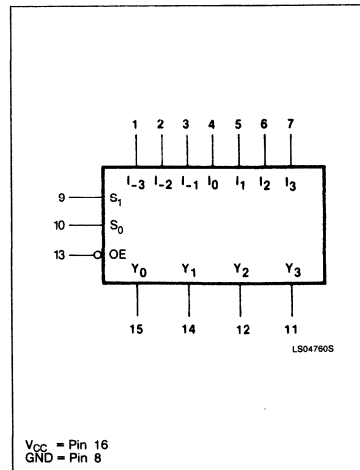 1 2 3 4 5 6 7
I-3 I-2 I-1 I0 I1 I2 I3
9 S1
10 S0
13 OE
Y0 Y1 Y2 Y3
15 14 12 11
LS04760S
VCC = Pin 16
GND = Pin 8